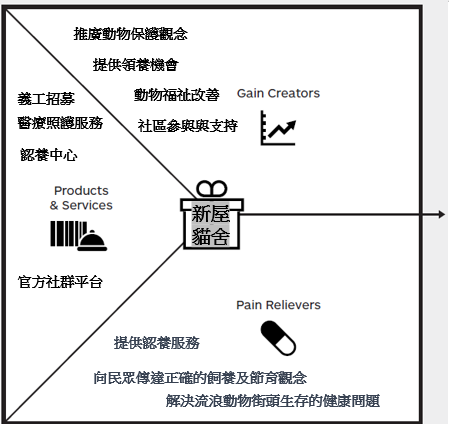 推廣動物保護觀念
提供領養機會
動物福祉改善
Gain Creators
社區參與與支持
義工招募
醫療照護服務
認養中心
Products
& Services
新屋
貓舍
官方社群平台
Pain Relievers
提供認養服務
向民眾傳達正確的飼養及節育觀念
解決流浪動物街頭生存的健康問題